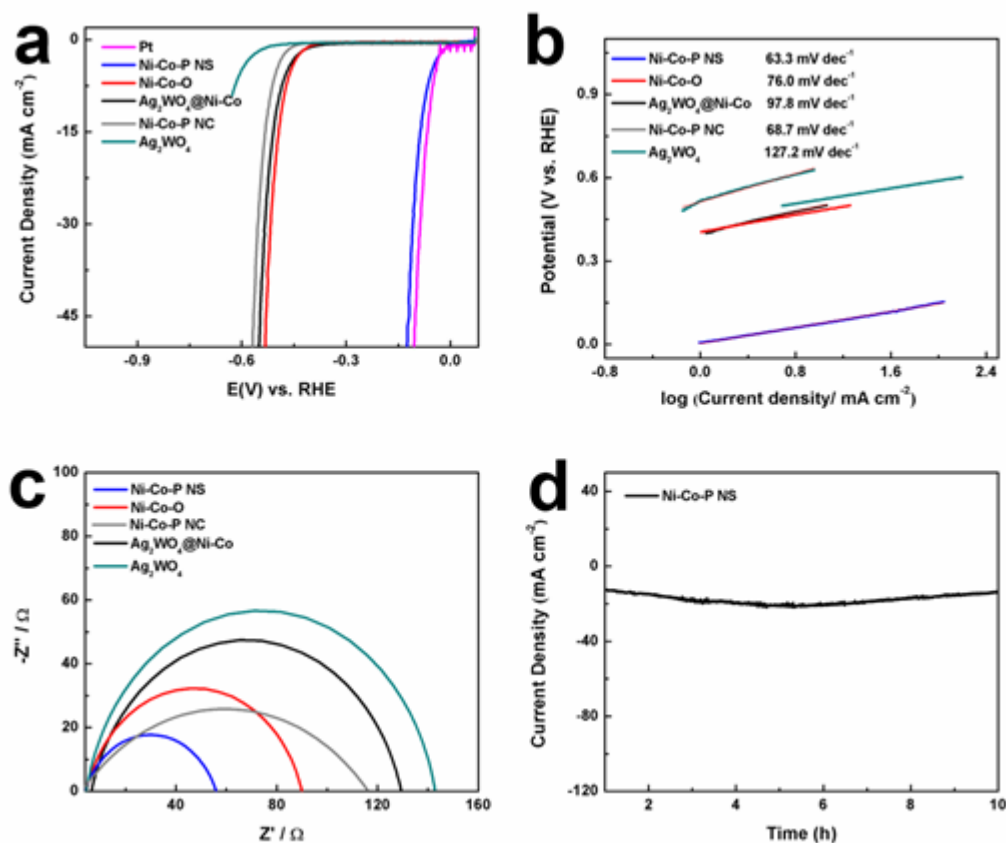 a
Pt
Ni-Co-P NS
Ni-Co-O
Ag₂WO₄@Ni-Co
Ni-Co-P NC
Ag₂WO₄
0
-15
-30
-45
Current Density (mA cm⁻²)
-0.9 -0.6 -0.3 0.0
E(V) vs. RHE
b
Ni-Co-P NS 63.3 mV dec⁻¹
Ni-Co-O 76.0 mV dec⁻¹
Ag₂WO₄@Ni-Co 97.8 mV dec⁻¹
Ni-Co-P NC 68.7 mV dec⁻¹
Ag₂WO₄ 127.2 mV dec⁻¹
0.9
0.6
0.3
0.0
Potential (V vs. RHE)
-0.8 0.0 0.8 1.6 2.4
log (Current density/ mA cm⁻²)
c
Ni-Co-P NS
Ni-Co-O
Ni-Co-P NC
Ag₂WO₄@Ni-Co
Ag₂WO₄
100
80
60
40
20
0
-Z'' / Ω
40 80 120 160
Z' / Ω
d
Ni-Co-P NS
40
0
-40
-80
-120
Current Density (mA cm⁻²)
2 4 6 8 10
Time (h)